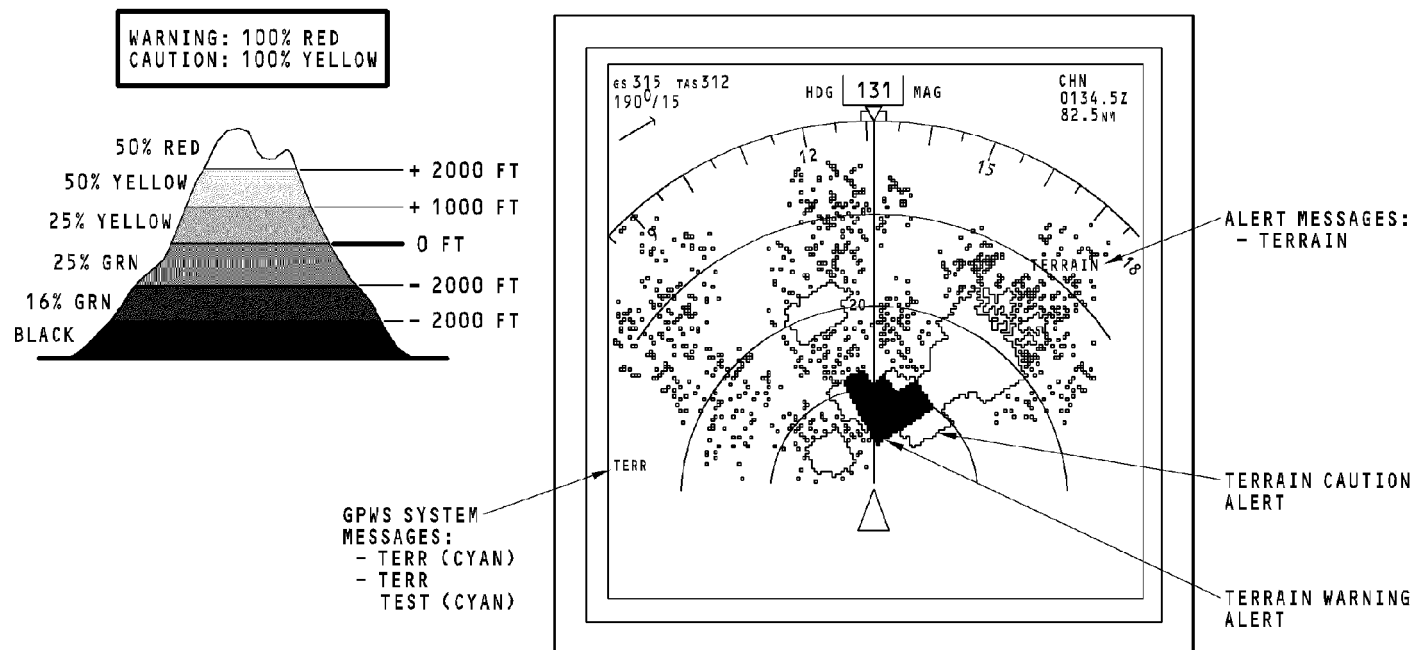 WARNING: 100% RED
CAUTION: 100% YELLOW
50% RED
50% YELLOW
25% YELLOW
25% GRN
16% GRN
BLACK
+ 2000 FT
+ 1000 FT
0 FT
- 2000 FT
- 2000 FT
GS 315 TAS312
190°/15
HDG 131 MAG
CHN
0134.5Z
82.5NM
9
12
15
18
20
TERRAIN
TERR
ALERT MESSAGES:
- TERRAIN
GPWS SYSTEM
MESSAGES:
- TERR (CYAN)
- TERR
TEST (CYAN)
TERRAIN CAUTION
ALERT
TERRAIN WARNING
ALERT